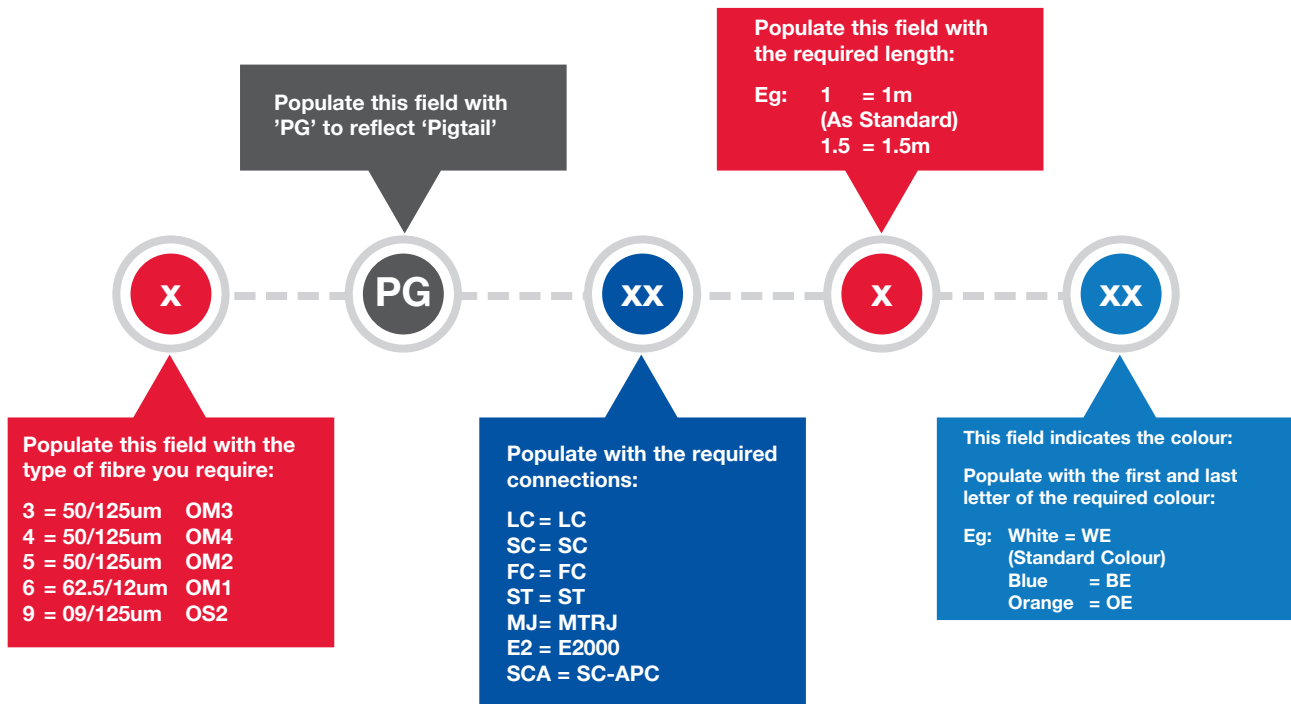 Populate this field with
’PG’ to reflect ‘Pigtail’
Populate this field with
the required length:
Eg: 1 = 1m
(As Standard)
1.5 = 1.5m
x
PG
xx
x
xx
Populate this field with the
type of fibre you require:
3 = 50/125um OM3
4 = 50/125um OM4
5 = 50/125um OM2
6 = 62.5/12um OM1
9 = 09/125um OS2
Populate with the required
connections:
LC = LC
SC = SC
FC = FC
ST = ST
MJ= MTRJ
E2 = E2000
SCA = SC-APC
This field indicates the colour:
Populate with the first and last
letter of the required colour:
Eg: White = WE
(Standard Colour)
Blue = BE
Orange = OE